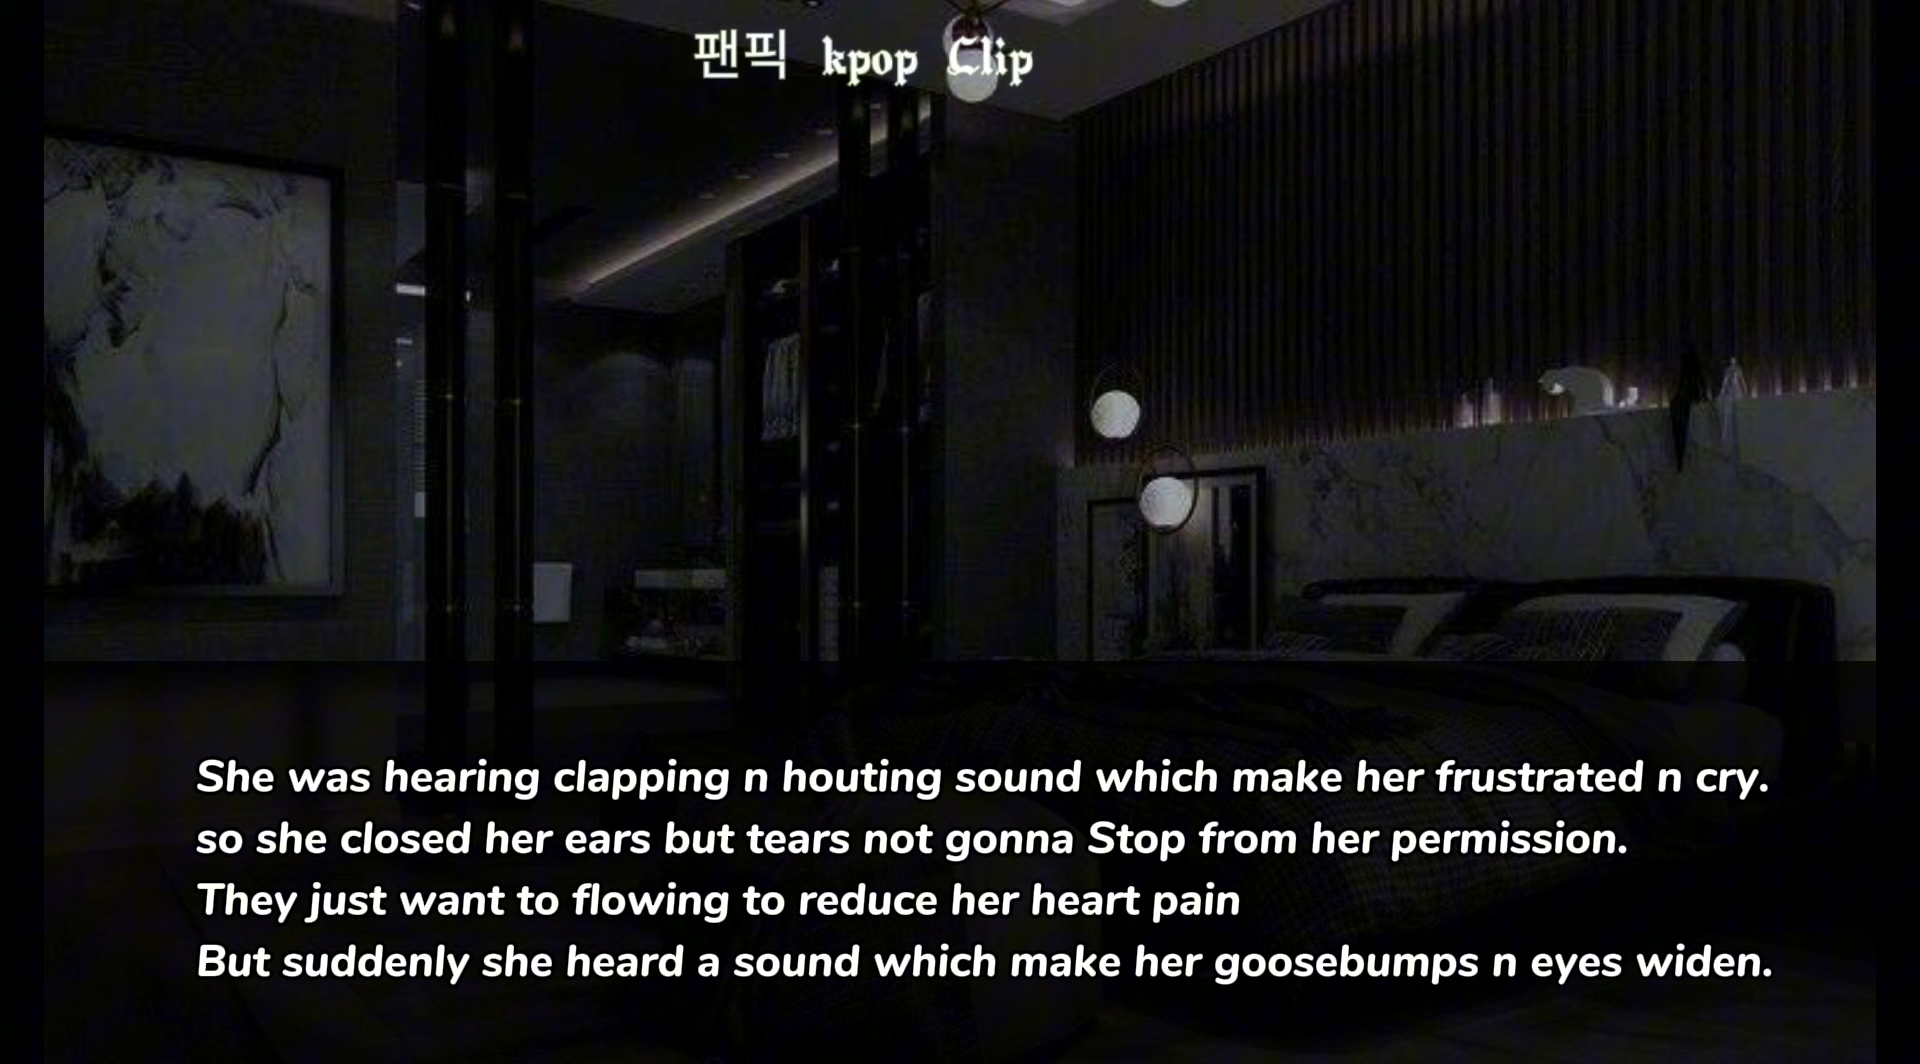 팬픽 kpop Clip
She was hearing clapping n houting sound which make her frustrated n cry.
so she closed her ears but tears not gonna Stop from her permission.
They just want to flowing to reduce her heart pain
But suddenly she heard a sound which make her goosebumps n eyes widen.